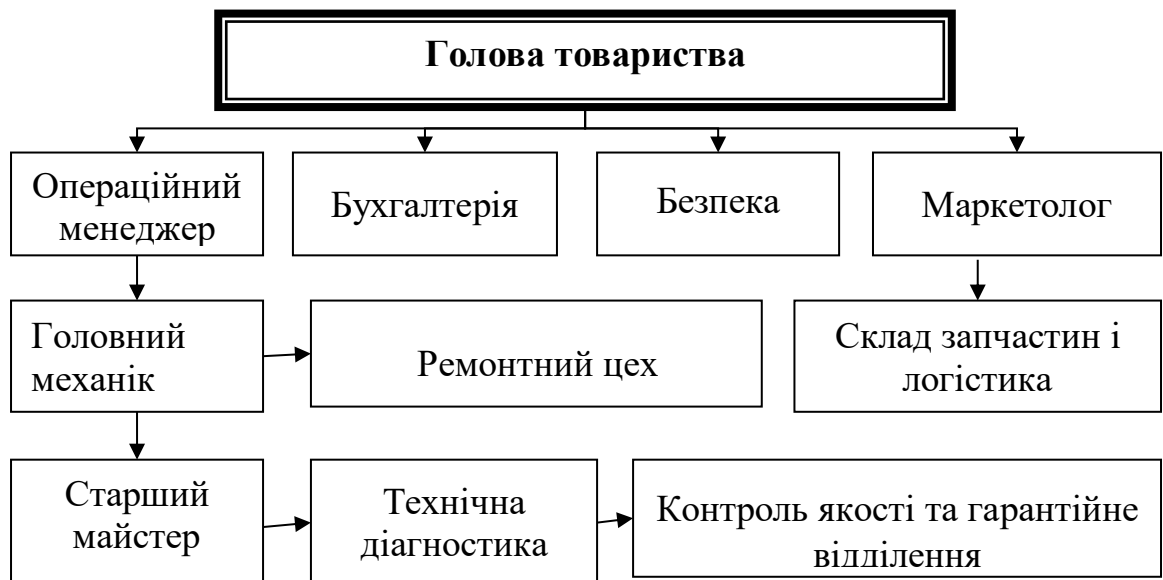 Голова товариства
Операційний
менеджер
Бухгалтерія
Безпека
Маркетолог
Головний
механік
Ремонтний цех
Склад запчастин і
логістика
Старший
майстер
Технічна
діагностика
Контроль якості та гарантійне
відділення